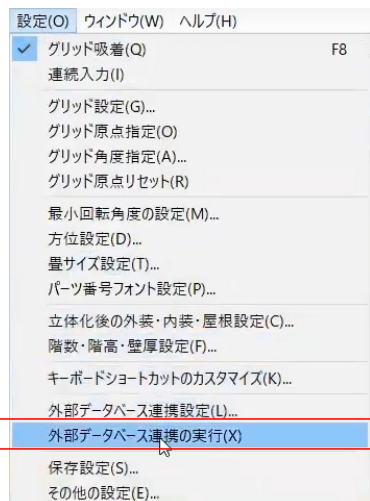 設定(O) ウィンドウ(W) ヘルプ(H)
グリッド吸着(Q) F8
連続入力(I)
グリッド設定(G)...
グリッド原点指定(O)
グリッド角度指定(A)...
グリッド原点リセット(R)
最小回転角度の設定(M)...
方位設定(D)...
畳サイズ設定(T)...
パーツ番号フォント設定(P)...
立体化後の外装・内装・屋根設定(C)...
階数・階高・壁厚設定(F)...
キーボードショートカットのカスタマイズ(K)...
外部データベース連携設定(L)...
外部データベース連携の実行(X)
保存設定(S)...
その他の設定(E)...